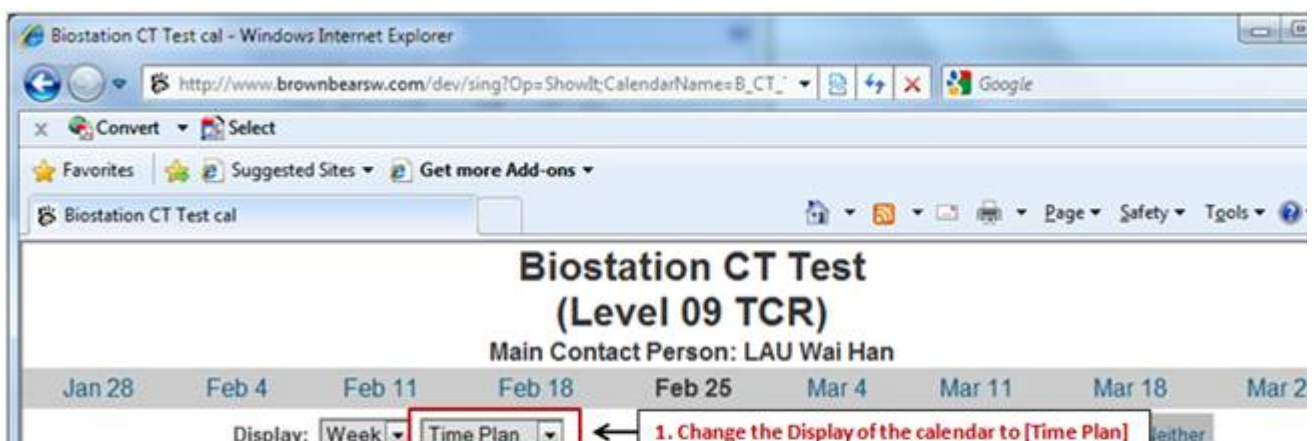 Biostation CT Test cal - Windows Internet Explorer
http://www.brownbearsw.com/dev/sing?Op=ShowIt;CalendarName=B_CT_ Google
x Convert Select
Favorites Suggested Sites Get more Add-ons
Biostation CT Test cal Page Safety Tools
Biostation CT Test
(Level 09 TCR)
Main Contact Person: LAU Wai Han
Jan 28 Feb 4 Feb 11 Feb 18 Feb 25 Mar 4 Mar 11 Mar 18 Mar 2
Display: Week Time Plan 1. Change the Display of the calendar to [Time Plan] Neither